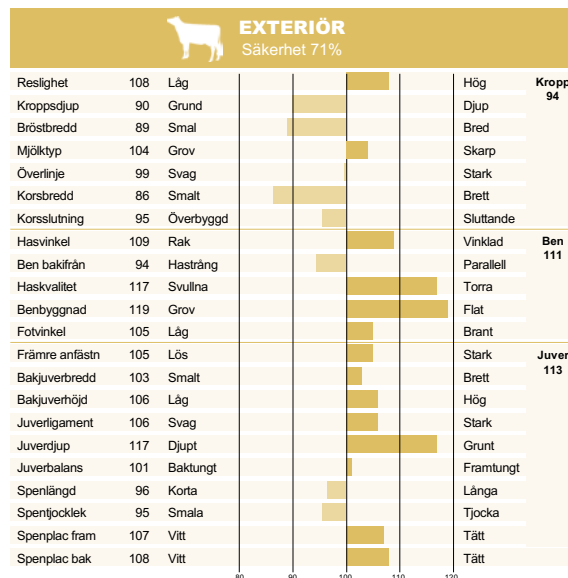 EXTERIÖR
Säkerhet 71%
Reslighet 108 Låg Hög Kropp
94
Kroppsdjup 90 Grund Djup
Bröstbredd 89 Smal Bred
Mjölktyp 104 Grov Skarp
Överlinje 99 Svag Stark
Korsbredd 86 Smalt Brett
Korsslutning 95 Överbyggd Sluttande
Hasvinkel 109 Rak Vinklad Ben
111
Ben bakifrån 94 Hastrång Parallell
Haskvalitet 117 Svullna Torra
Benbyggnad 119 Grov Flat
Fotvinkel 105 Låg Brant
Främre anfästn 105 Lös Stark Juver
113
Bakjuverbredd 103 Smalt Brett
Bakjuverhöjd 106 Låg Hög
Juverligament 106 Svag Stark
Juverdjup 117 Djupt Grunt
Juverbalans 101 Baktungt Framtungt
Spenlängd 96 Korta Långa
Spentjocklek 95 Smala Tjocka
Spenplac fram 107 Vitt Tätt
Spenplac bak 108 Vitt Tätt
80 90 100 110 120